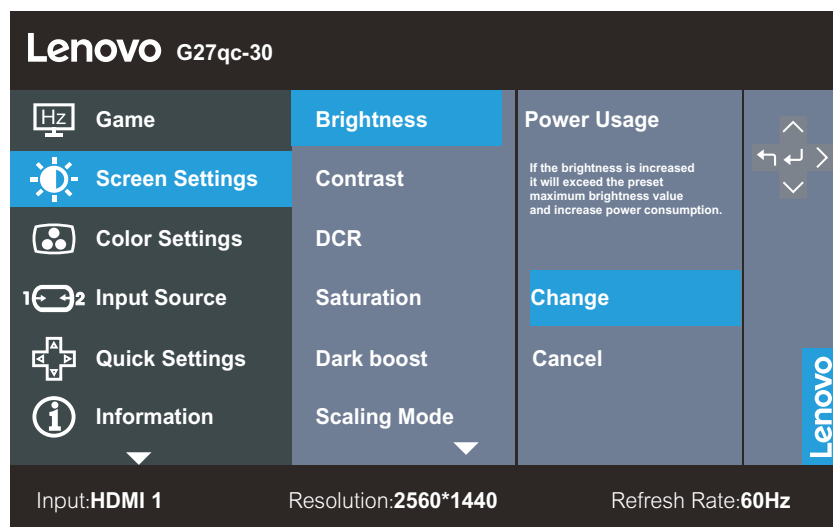 Lenovo G27qc-30
Hz Game
Screen Settings
Color Settings
1 2 Input Source
Quick Settings
i Information
Brightness
Contrast
DCR
Saturation
Dark boost
Scaling Mode
Power Usage
If the brightness is increased
it will exceed the preset
maximum brightness value
and increase power consumption.
Change
Cancel
Lenovo
Input:HDMI 1 Resolution:2560*1440 Refresh Rate:60Hz